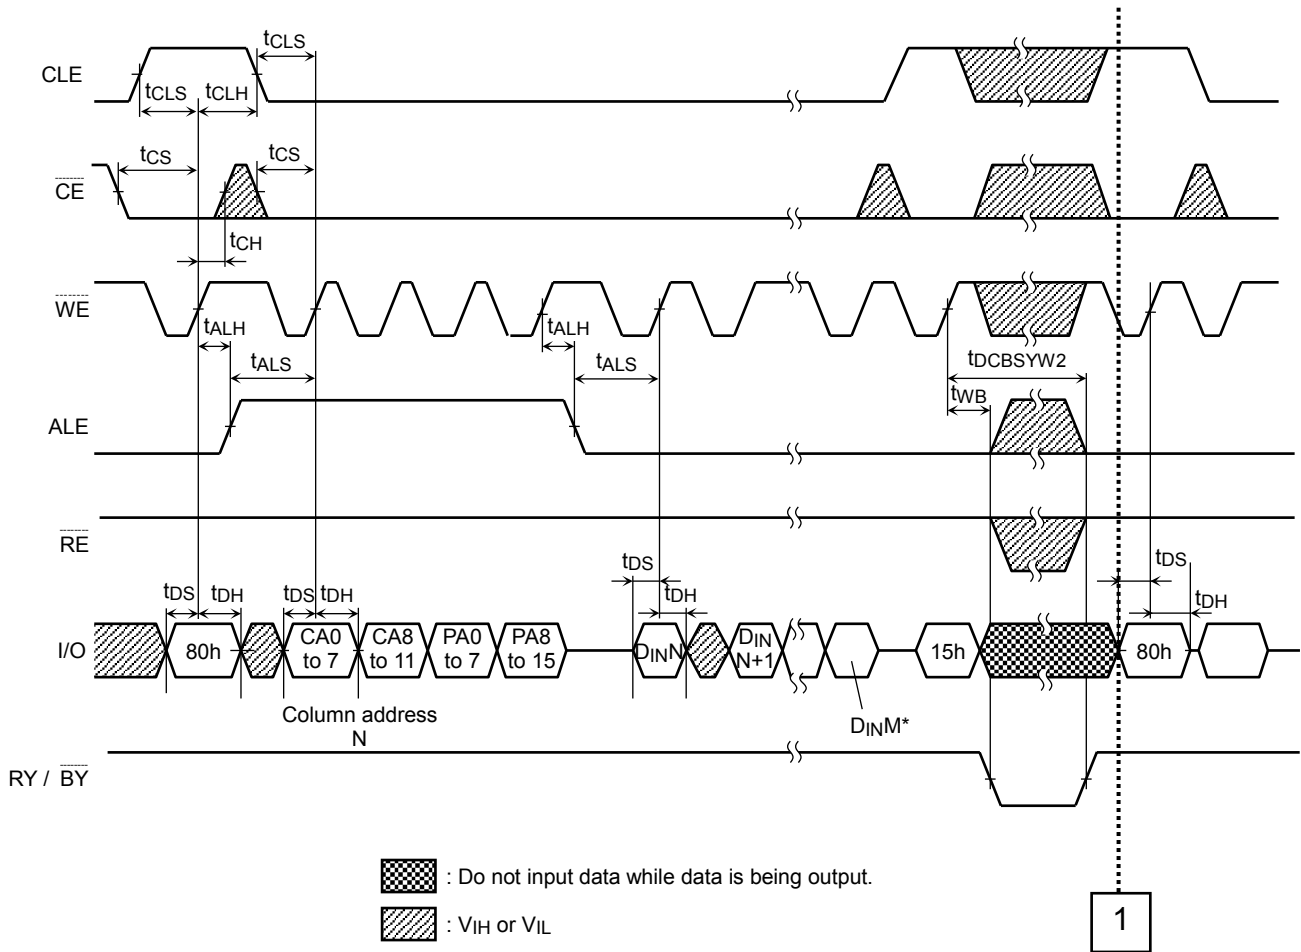 tCLS
CLE
tCLS tCLH
tCS tCS
CE
tCH
WE
tALH tALH
tALS tALS
tDCBSYW2
tWB
ALE
RE
tDS tDH tDS tDH tDS tDH tDS tDH
I/O
80h
CA0 to 7
CA8 to 11
PA0 to 7
PA8 to 15
DINN
DIN N+1
15h
80h
Column address
N
DINM*
RY / BY
: Do not input data while data is being output.
: VIH or VIL
1